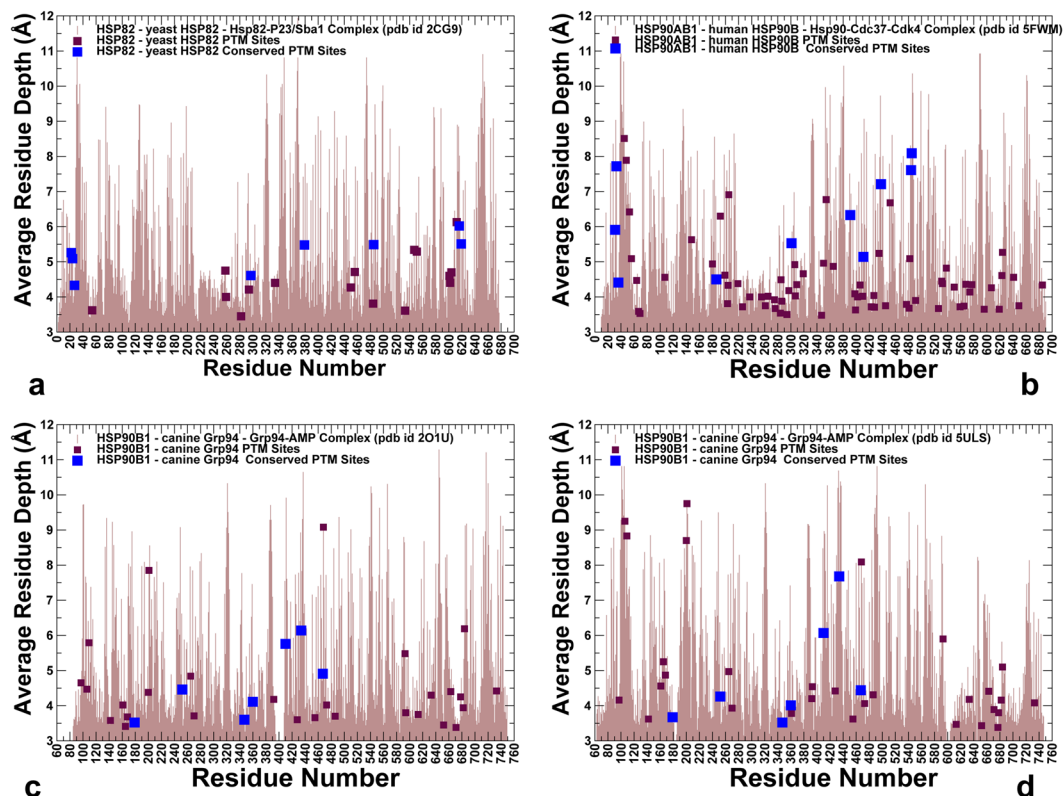 HSP82 - yeast HSP82 - Hsp82-P23/Sba1 Complex (pdb id 2CG9)
HSP82 - yeast HSP82 PTM Sites
HSP82 - yeast HSP82 Conserved PTM Sites
Average Residue Depth (Å)
12
11
10
9
8
7
6
5
4
3
0 20 40 60 80 100 120 140 160 180 200 220 240 260 280 300 320 340 360 380 400 420 440 460 480 500 520 540 560 580 600 620 640 660 680 700
Residue Number
a
HSP90AB1 - human HSP90B - Hsp90-Cdc37-Cdk4 Complex (pdb id 5FWM)
HSP90AB1 - human HSP90B PTM Sites
HSP90AB1 - human HSP90B Conserved PTM Sites
Average Residue Depth (Å)
12
11
10
9
8
7
6
5
4
3
0 20 40 60 80 100 120 140 160 180 200 220 240 260 280 300 320 340 360 380 400 420 440 460 480 500 520 540 560 580 600 620 640 660 680 700
Residue Number
b
HSP90B1 - canine Grp94 - Grp94-AMP Complex (pdb id 2O1U)
HSP90B1 - canine Grp94 PTM Sites
HSP90B1 - canine Grp94 Conserved PTM Sites
Average Residue Depth (Å)
12
11
10
9
8
7
6
5
4
3
60 80 100 120 140 160 180 200 220 240 260 280 300 320 340 360 380 400 420 440 460 480 500 520 540 560 580 600 620 640 660 680 700 720 740 760
Residue Number
c
HSP90B1 - canine Grp94 - Grp94-AMP Complex (pdb id 5ULS)
HSP90B1 - canine Grp94 PTM Sites
HSP90B1 - canine Grp94 Conserved PTM Sites
Average Residue Depth (Å)
12
11
10
9
8
7
6
5
4
3
60 80 100 120 140 160 180 200 220 240 260 280 300 320 340 360 380 400 420 440 460 480 500 520 540 560 580 600 620 640 660 680 700 720 740 760
Residue Number
d